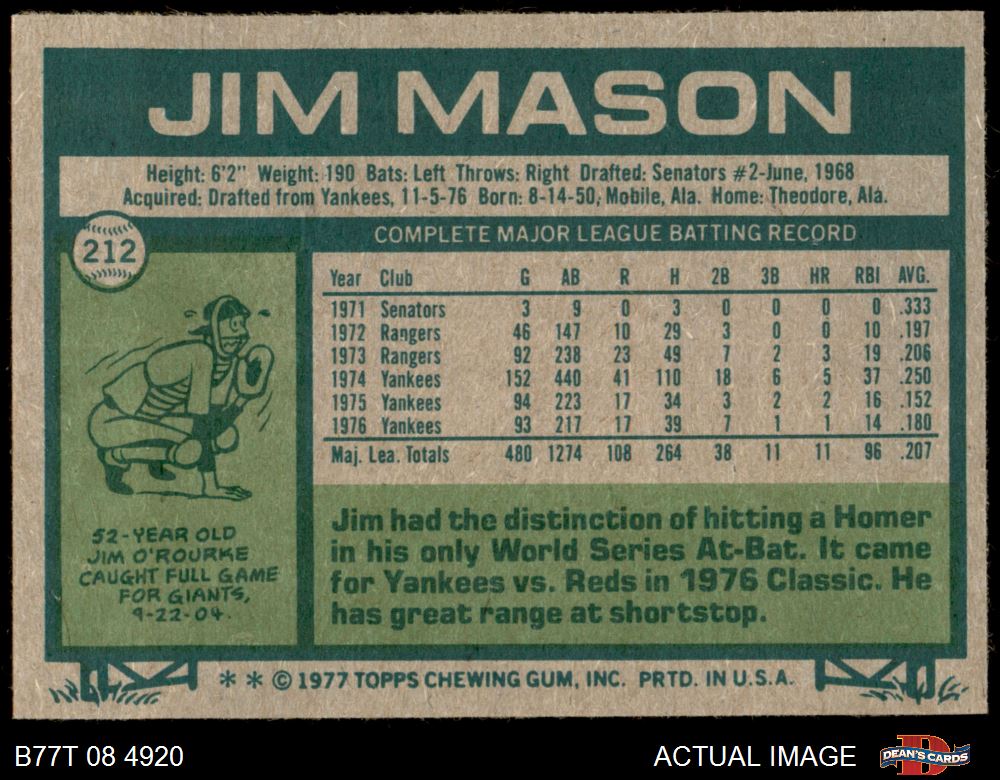 JIM MASON
Height: 6'2" Weight: 190 Bats: Left Throws: Right Drafted: Senators #2-June, 1968
Acquired: Drafted from Yankees, 11-5-76 Born: 8-14-50, Mobile, Ala. Home: Theodore, Ala.
212
COMPLETE MAJOR LEAGUE BATTING RECORD
Year Club G AB R H 2B 3B HR RBI AVG.
1971 Senators 3 9 0 3 0 0 0 0 .333
1972 Rangers 46 147 10 29 3 0 0 10 .197
1973 Rangers 92 238 23 49 7 2 3 19 .206
1974 Yankees 152 440 41 110 18 6 5 37 .250
1975 Yankees 94 223 17 34 3 2 2 16 .152
1976 Yankees 93 217 17 39 7 1 1 14 .180
Maj. Lea. Totals 480 1274 108 264 38 11 11 96 .207
52-YEAR OLD
JIM O'ROURKE
CAUGHT FULL GAME
FOR GIANTS,
9-22-04.
Jim had the distinction of hitting a Homer
in his only World Series At-Bat. It came
for Yankees vs. Reds in 1976 Classic. He
has great range at shortstop.
* * © 1977 TOPPS CHEWING GUM, INC. PRTD. IN U.S.A.
B77T 08 4920
ACTUAL IMAGE
D
DEAN'S CARDS